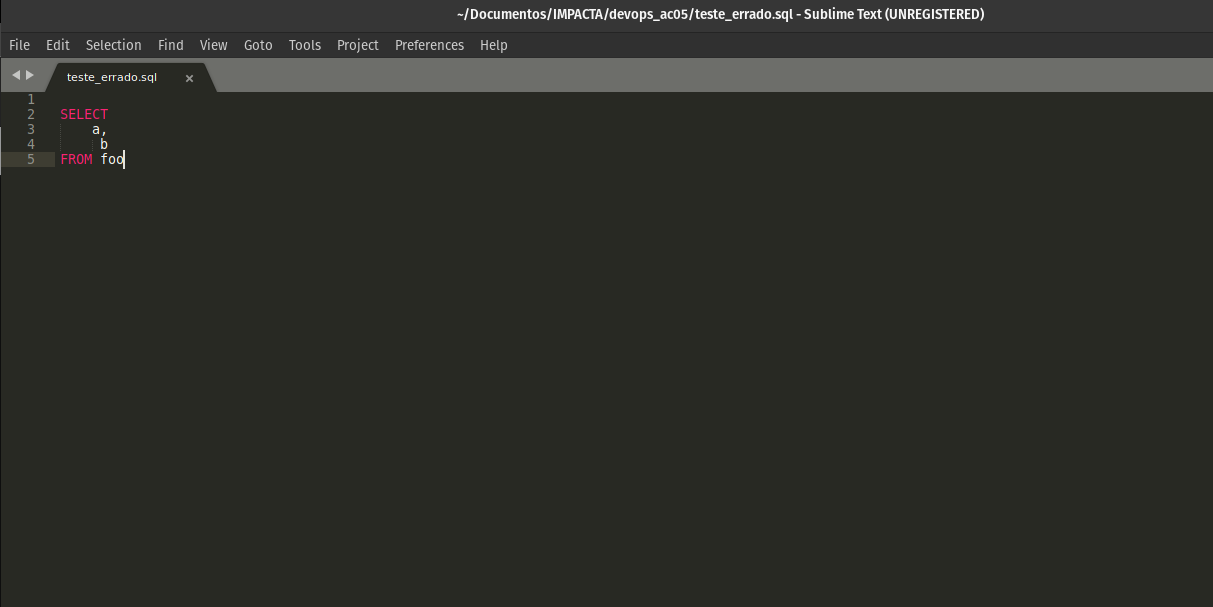 ~/Documentos/IMPACTA/devops_ac05/teste_errado.sql - Sublime Text (UNREGISTERED)
File Edit Selection Find View Goto Tools Project Preferences Help
teste_errado.sql ×
1
2 SELECT
3     a,
4      b
5 FROM foo